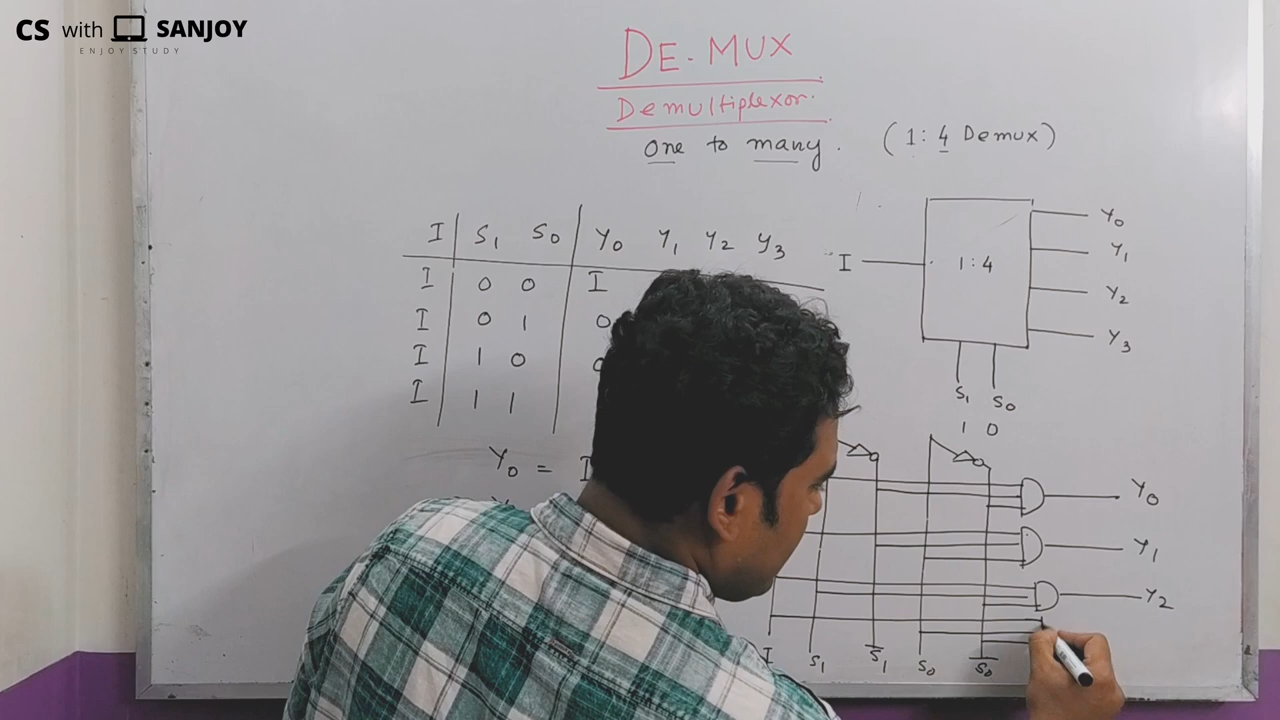 CS with SANJOY
ENJOY STUDY
DE-MUX
Demultiplexor.
one to many. (1:4 Demux)
I S1 S0 Y0 Y1 Y2 Y3
I 0 0 I
I 0 1 0
I 1 0
I 1 1
Y0 = I
I 1:4 Y0
Y1
Y2
Y3
S1 S0
1 0
Y0
Y1
Y2
I S1 S̅1 S0 S̅0